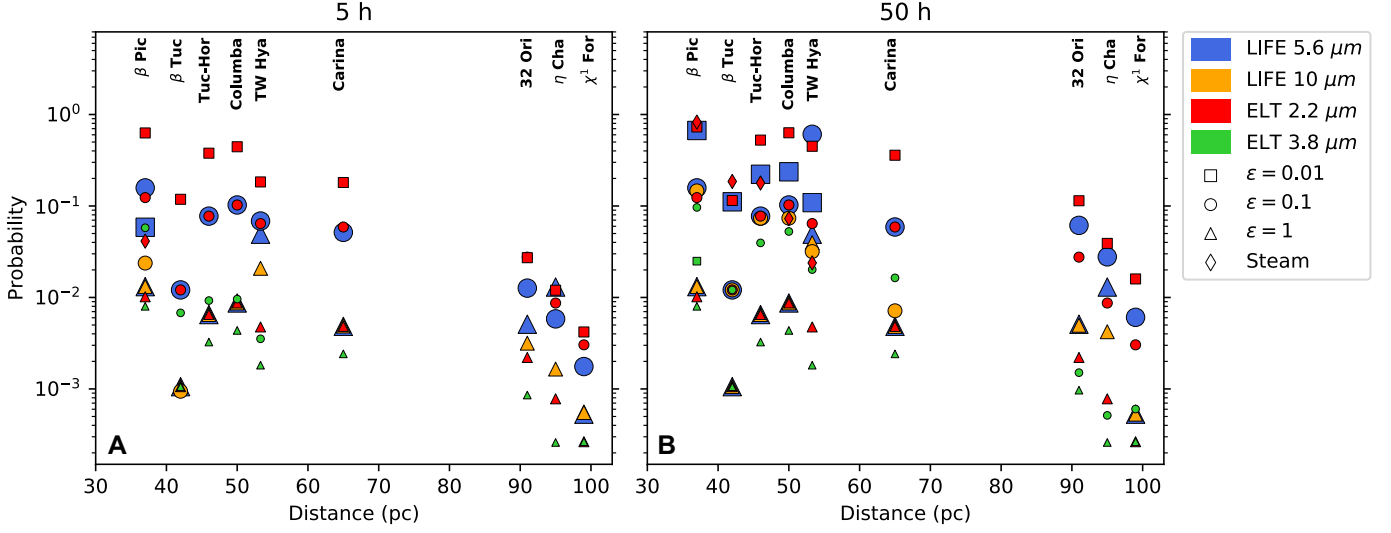 5 h
50 h
β Pic
β Tuc
Tuc-Hor
Columba
TW Hya
Carina
32 Ori
η Cha
χ¹ For
β Pic
β Tuc
Tuc-Hor
Columba
TW Hya
Carina
32 Ori
η Cha
χ¹ For
LIFE 5.6 μm
LIFE 10 μm
ELT 2.2 μm
ELT 3.8 μm
ε = 0.01
ε = 0.1
ε = 1
Steam
Probability
10⁰
10⁻¹
10⁻²
10⁻³
A
B
30 40 50 60 70 80 90 100
30 40 50 60 70 80 90 100
Distance (pc)
Distance (pc)